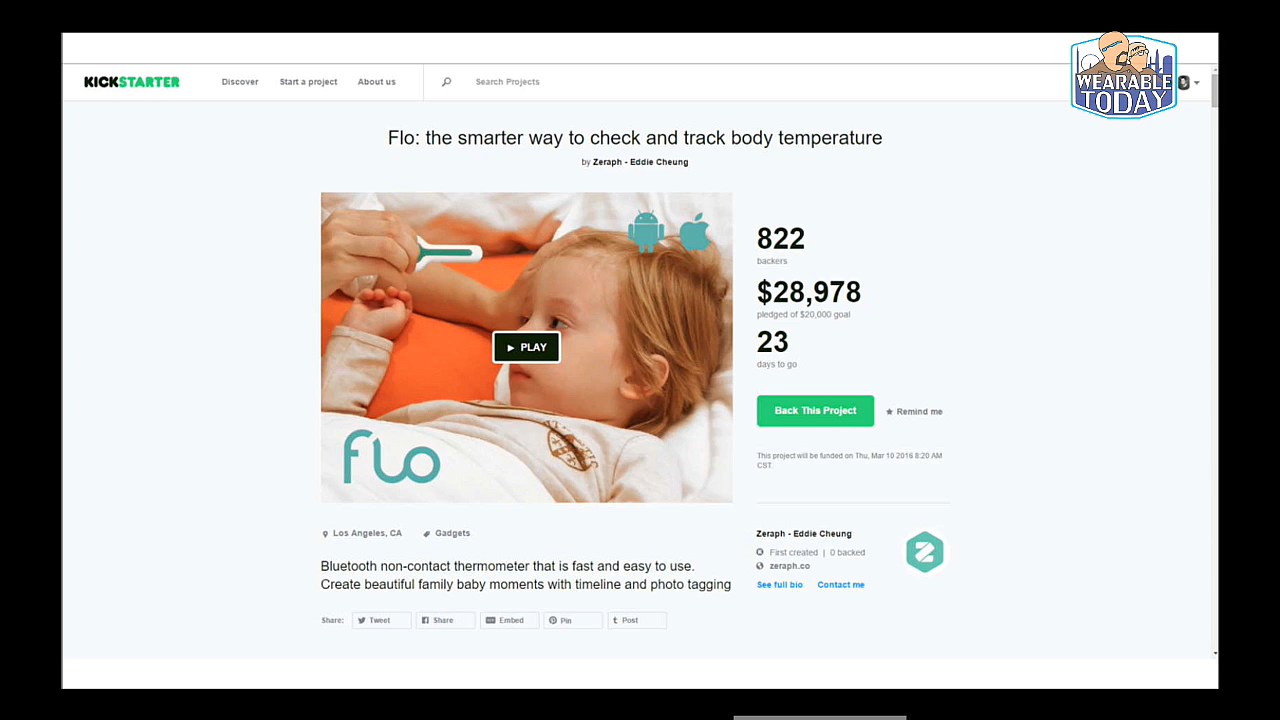 WEARABLE
TODAY
KICKSTARTER
Discover
Start a project
About us
Search Projects
Flo: the smarter way to check and track body temperature
by Zeraph - Eddie Cheung
PLAY
flo
822
backers
$28,978
pledged of $20,000 goal
23
days to go
Back This Project
Remind me
This project will be funded on Thu, Mar 10 2016 8:20 AM
CST.
Los Angeles, CA
Gadgets
Bluetooth non-contact thermometer that is fast and easy to use.
Create beautiful family baby moments with timeline and photo tagging
Share:
Tweet
Share
Embed
Pin
Post
Zeraph - Eddie Cheung
First created | 0 backed
zeraph.co
See full bio
Contact me